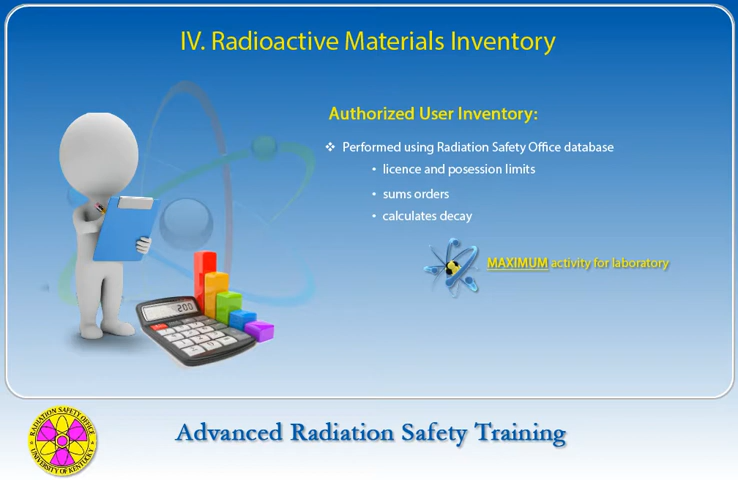 IV. Radioactive Materials Inventory
Authorized User Inventory:
❖ Performed using Radiation Safety Office database
• licence and posession limits
• sums orders
• calculates decay
MAXIMUM activity for laboratory
200
RADIATION SAFETY OFFICE
UNIVERSITY OF KENTUCKY
Advanced Radiation Safety Training